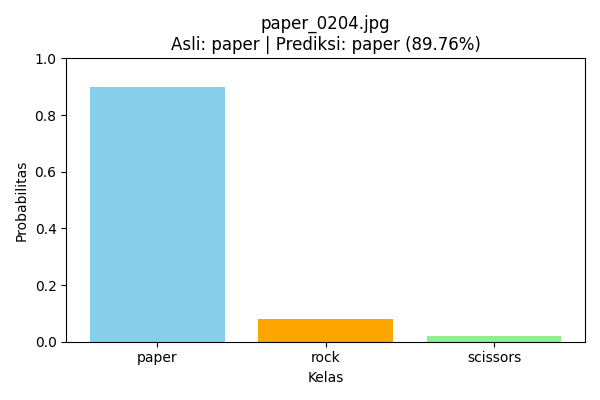 paper_0204.jpg
Asli: paper | Prediksi: paper (89.76%)
1.0
0.8
0.6
0.4
0.2
0.0
Probabilitas
paper rock scissors
Kelas